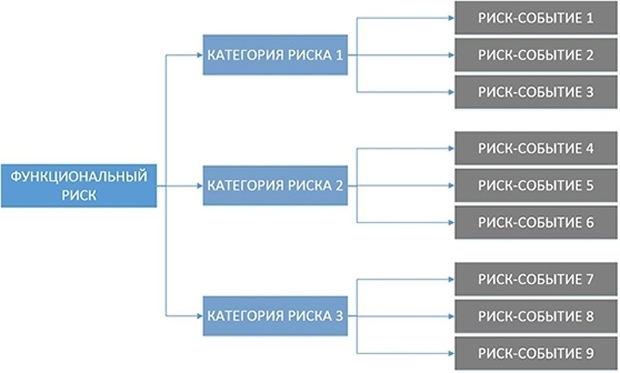 ФУНКЦИОНАЛЬНЫЙ
РИСК
КАТЕГОРИЯ РИСКА 1
РИСК-СОБЫТИЕ 1
РИСК-СОБЫТИЕ 2
РИСК-СОБЫТИЕ 3
КАТЕГОРИЯ РИСКА 2
РИСК-СОБЫТИЕ 4
РИСК-СОБЫТИЕ 5
РИСК-СОБЫТИЕ 6
КАТЕГОРИЯ РИСКА 3
РИСК-СОБЫТИЕ 7
РИСК-СОБЫТИЕ 8
РИСК-СОБЫТИЕ 9